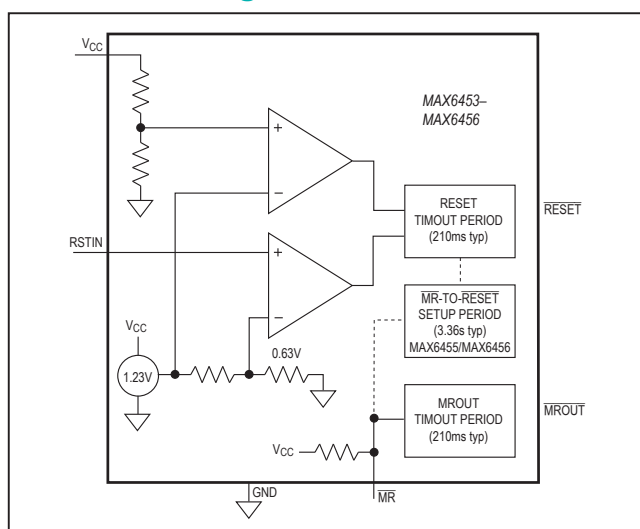 VCC
MAX6453–
MAX6456
RESET
TIMOUT PERIOD
(210ms typ)
RESET
RSTIN
MR-TO-RESET
SETUP PERIOD
(3.36s typ)
MAX6455/MAX6456
VCC
1.23V
0.63V
MROUT
TIMOUT PERIOD
(210ms typ)
MROUT
VCC
GND
MR